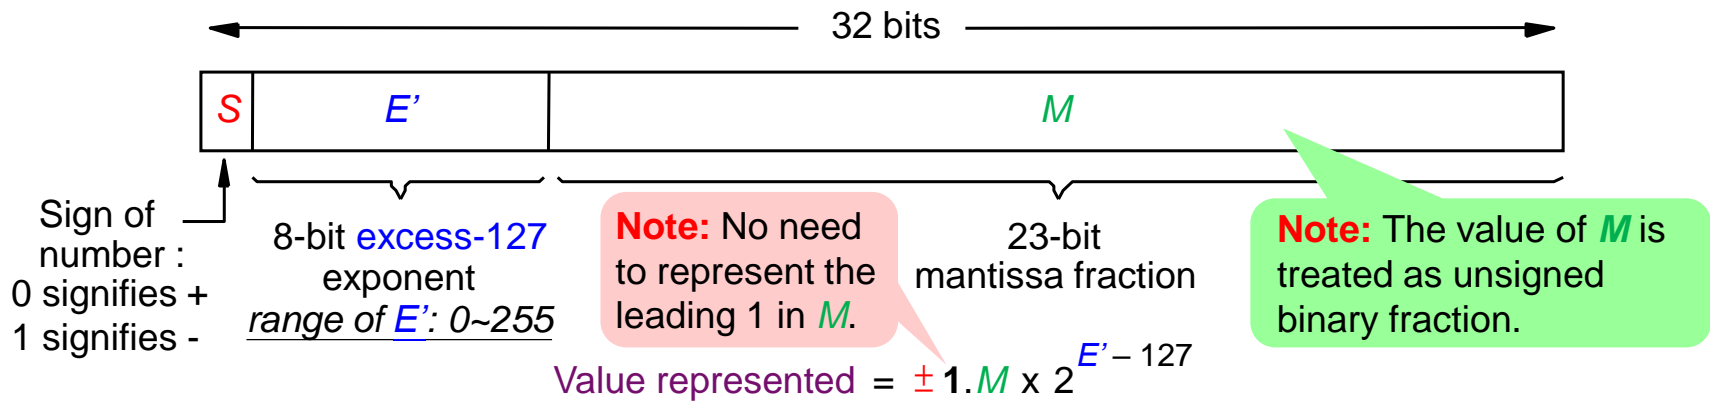 32 bits
S
E’
M
Sign of
number :
0 signifies +
1 signifies -
8-bit excess-127
exponent
range of E’: 0~255
Note: No need
to represent the
leading 1 in M.
23-bit
mantissa fraction
Note: The value of M is
treated as unsigned
binary fraction.
Value represented = ± 1.M x 2^E’ – 127